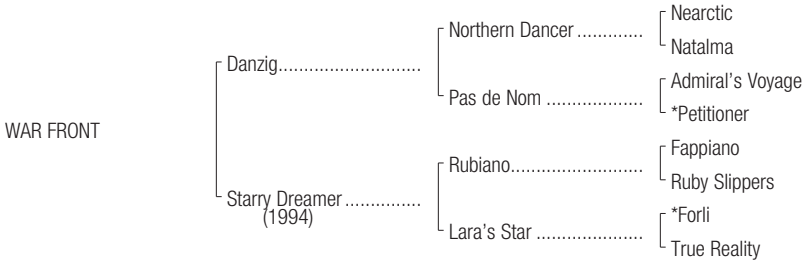 Nearctic
Northern Dancer .............
Natalma
Danzig............................
Admiral's Voyage
Pas de Nom ...................
*Petitioner
WAR FRONT
Fappiano
Rubiano..........................
Ruby Slippers
Starry Dreamer ...............
(1994)
*Forli
Lara's Star .....................
True Reality